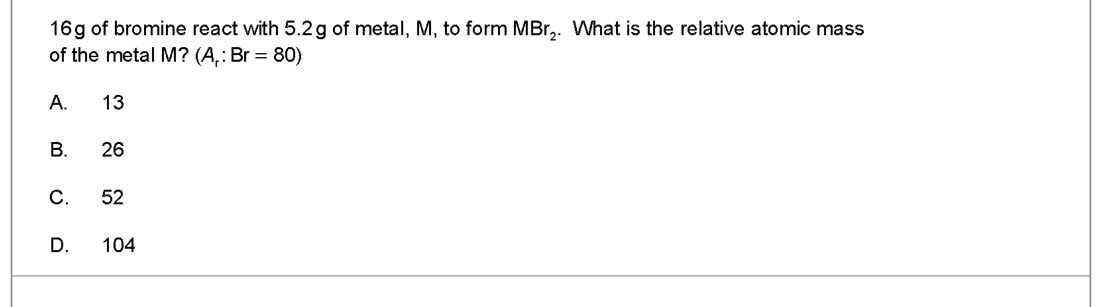 16 g of bromine react with 5.2 g of metal, M, to form MBr₂. What is the relative atomic mass
of the metal M? (Aᵣ: Br = 80)
A. 13
B. 26
C. 52
D. 104